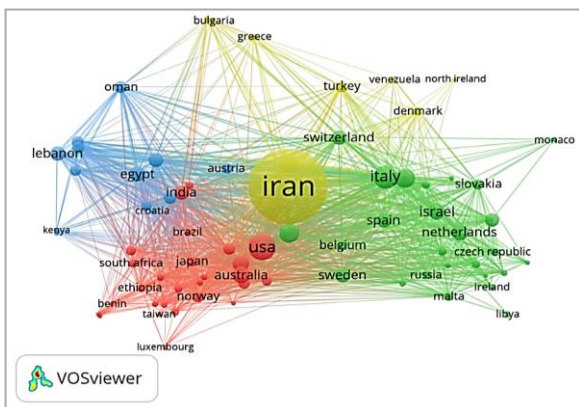 bulgaria
greece
oman
turkey
venezuela
north ireland
denmark
switzerland
monaco
lebanon
egypt
austria
iran
italy
slovakia
india
croatia
israel
spain
kenya
brazil
usa
netherlands
belgium
czech republic
south africa
japan
australia
sweden
russia
ireland
ethiopia
norway
malta
benin
taiwan
libya
luxembourg
VOSviewer